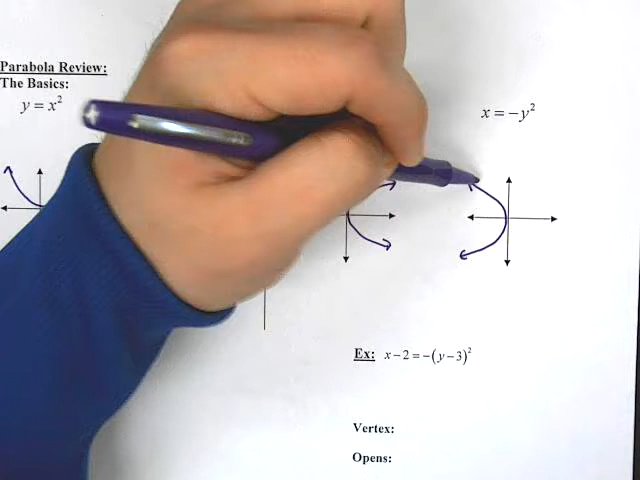 Parabola Review:
The Basics:
y = x²
x = −y²
Ex: x − 2 = −(y − 3)²
Vertex:
Opens: